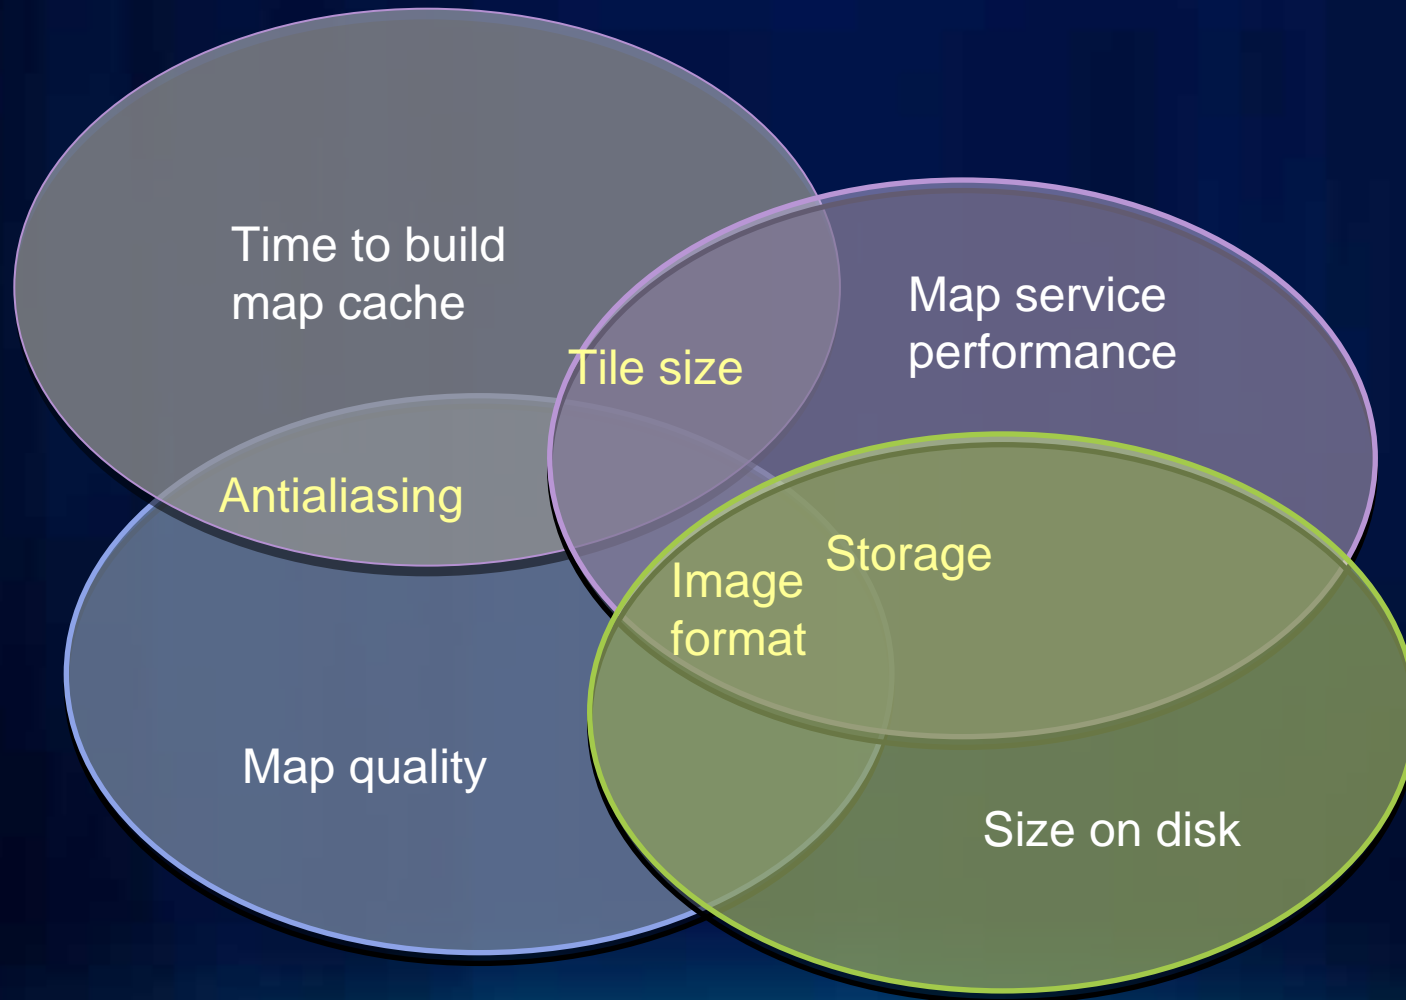 Time to build
map cache
Map service
performance
Tile size
Antialiasing
Storage
Image
format
Map quality
Size on disk